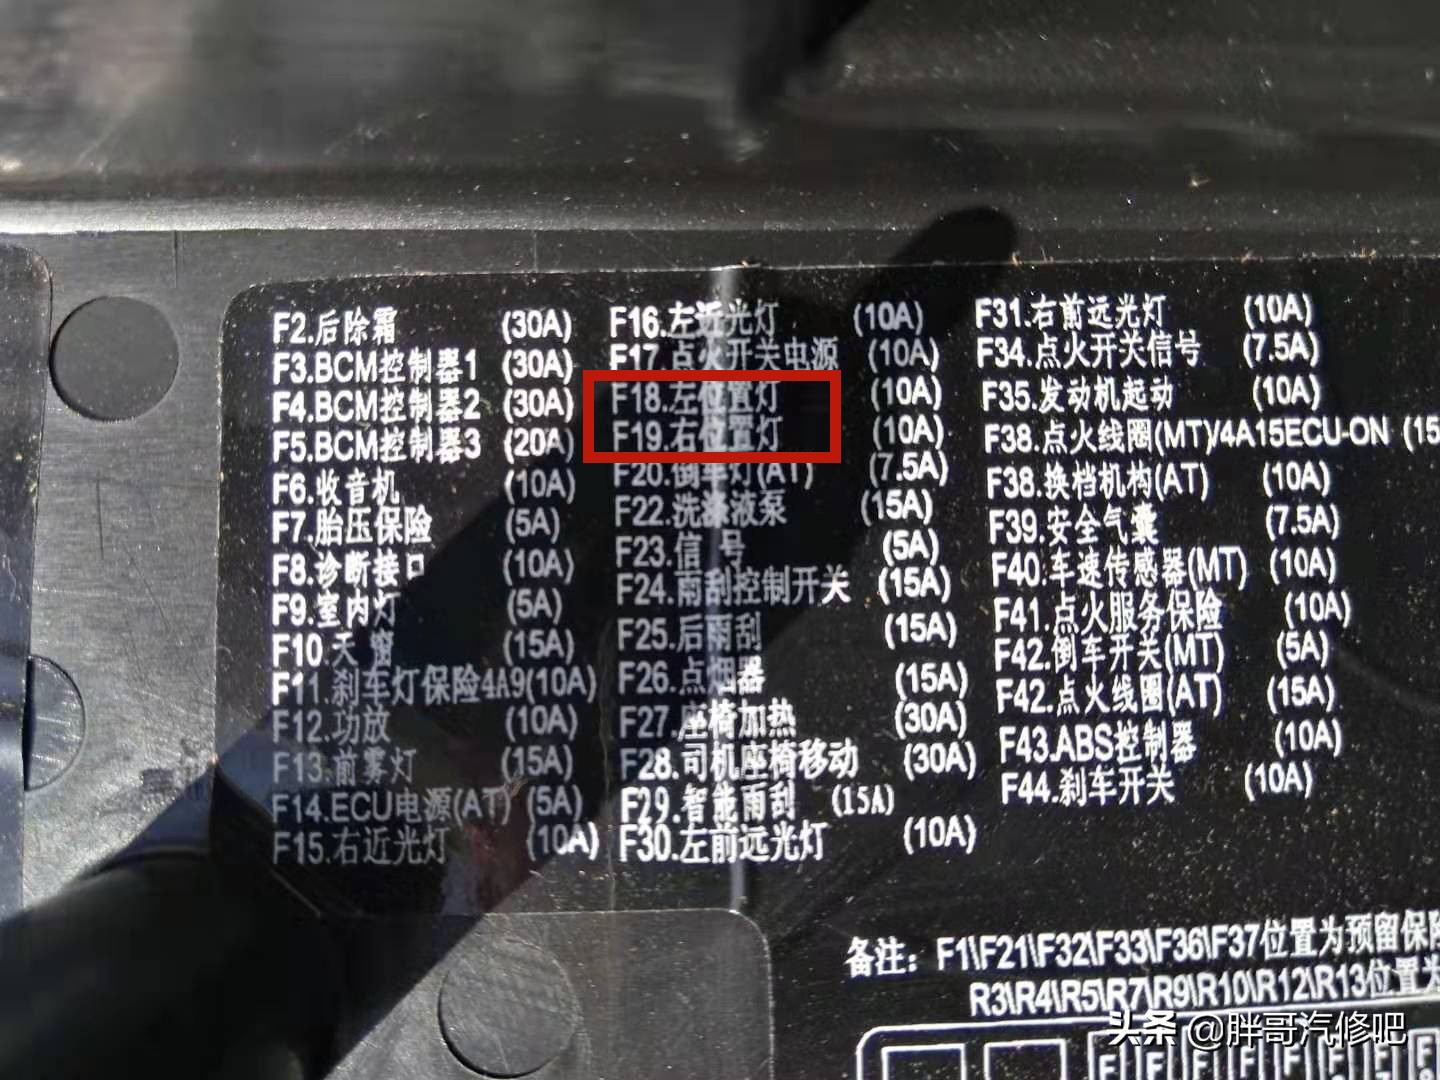 F2.后除霜 (30A)
F3.BCM控制器1 (30A)
F4.BCM控制器2 (30A)
F5.BCM控制器3 (20A)
F6.收音机 (10A)
F7.胎压保险 (5A)
F8.诊断接口 (10A)
F9.室内灯 (5A)
F10.天窗 (15A)
F11.刹车灯保险4A9(10A)
F12.功放 (10A)
F13.前雾灯 (15A)
F14.ECU电源(AT) (5A)
F15.右近光灯 (10A)
F16.左近光灯 (10A)
F17.点火开关电源 (10A)
F18.左位置灯 (10A)
F19.右位置灯 (10A)
F20.倒车灯(AT) (7.5A)
F22.洗涤液泵 (15A)
F23.信号 (5A)
F24.雨刮控制开关 (15A)
F25.后雨刮 (15A)
F26.点烟器 (15A)
F27.座椅加热 (30A)
F28.司机座椅移动 (30A)
F29.智能雨刮 (15A)
F30.左前远光灯 (10A)
F31.右前远光灯 (10A)
F34.点火开关信号 (7.5A)
F35.发动机起动 (10A)
F38.点火线圈(MT)/4A15ECU-ON (15
F38.换档机构(AT) (10A)
F39.安全气囊 (7.5A)
F40.车速传感器(MT) (10A)
F41.点火服务保险 (10A)
F42.倒车开关(MT) (5A)
F42.点火线圈(AT) (15A)
F43.ABS控制器 (10A)
F44.刹车开关 (10A)
备注：F1\F21\F32\F33\F36\F37位置为预留保险
R3\R4\R5\R7\R9\R10\R12\R13位置为
头条 @胖哥汽修吧
F F F F F F F F